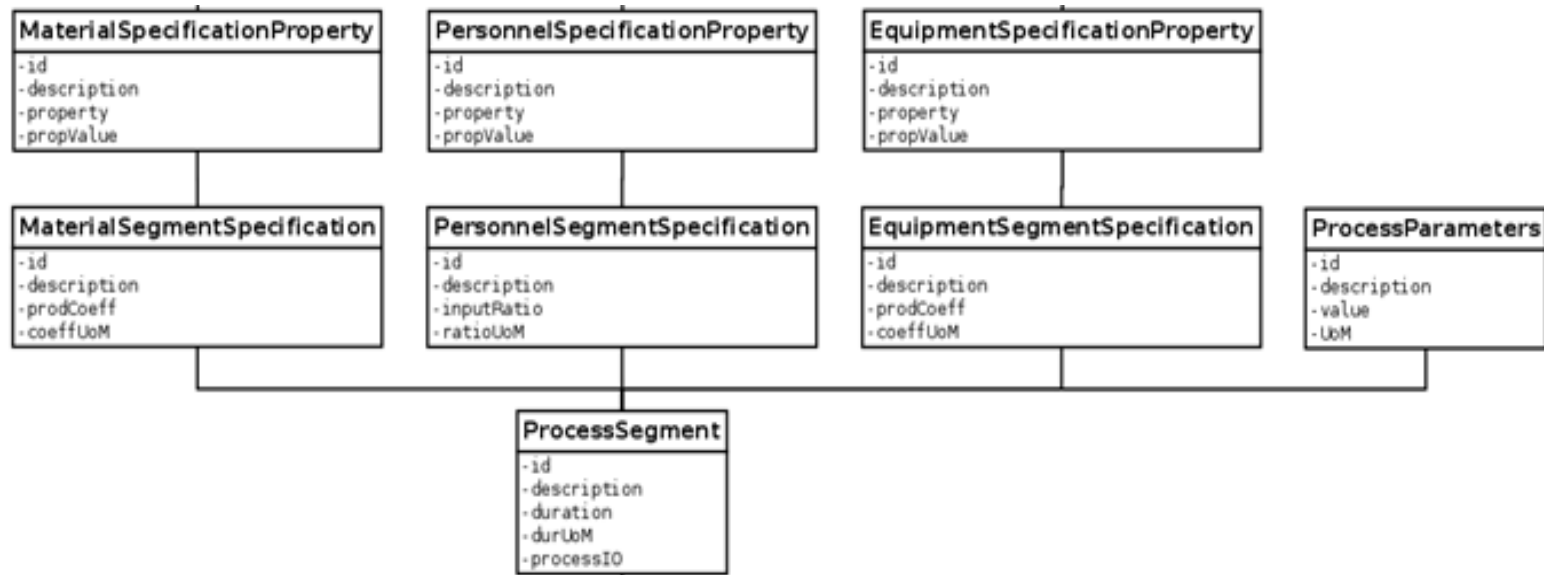 MaterialSpecificationProperty
-id
-description
-property
-propValue
PersonnelSpecificationProperty
-id
-description
-property
-propValue
EquipmentSpecificationProperty
-id
-description
-property
-propValue
MaterialSegmentSpecification
-id
-description
-prodCoeff
-coeffUoM
PersonnelSegmentSpecification
-id
-description
-inputRatio
-ratioUoM
EquipmentSegmentSpecification
-id
-description
-prodCoeff
-coeffUoM
ProcessParameters
-id
-description
-value
-UoM
ProcessSegment
-id
-description
-duration
-durUoM
-processIO